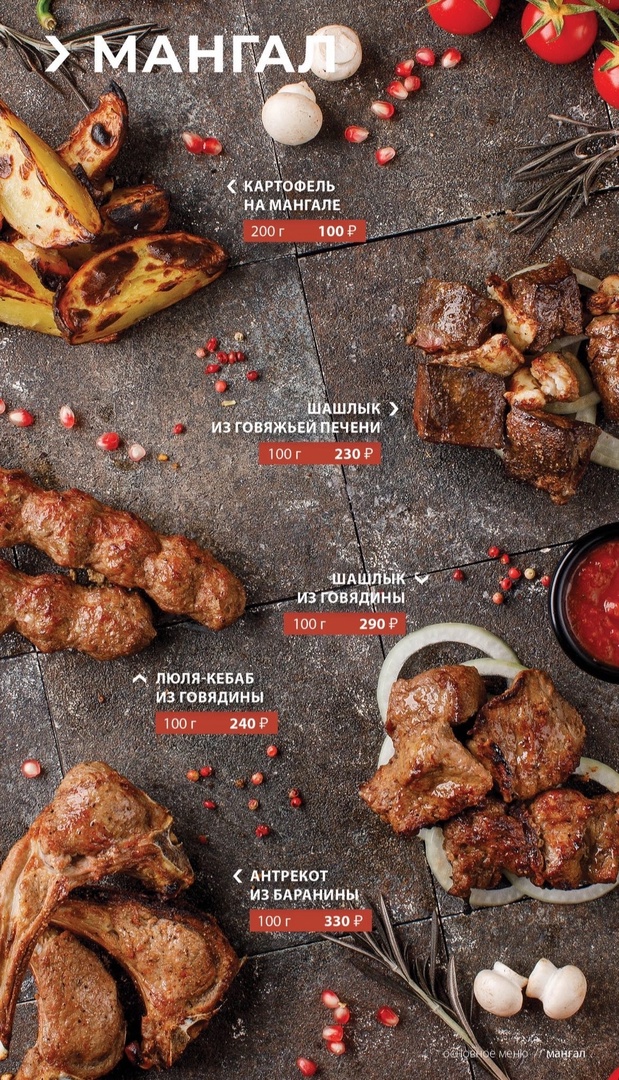 МАНГАЛ
КАРТОФЕЛЬ
НА МАНГАЛЕ
200 г 100 ₽
ШАШЛЫК
ИЗ ГОВЯЖЬЕЙ ПЕЧЕНИ
100 г 230 ₽
ШАШЛЫК
ИЗ ГОВЯДИНЫ
100 г 290 ₽
ЛЮЛЯ-КЕБАБ
ИЗ ГОВЯДИНЫ
100 г 240 ₽
АНТРЕКОТ
ИЗ БАРАНИНЫ
100 г 330 ₽
основное меню // мангал